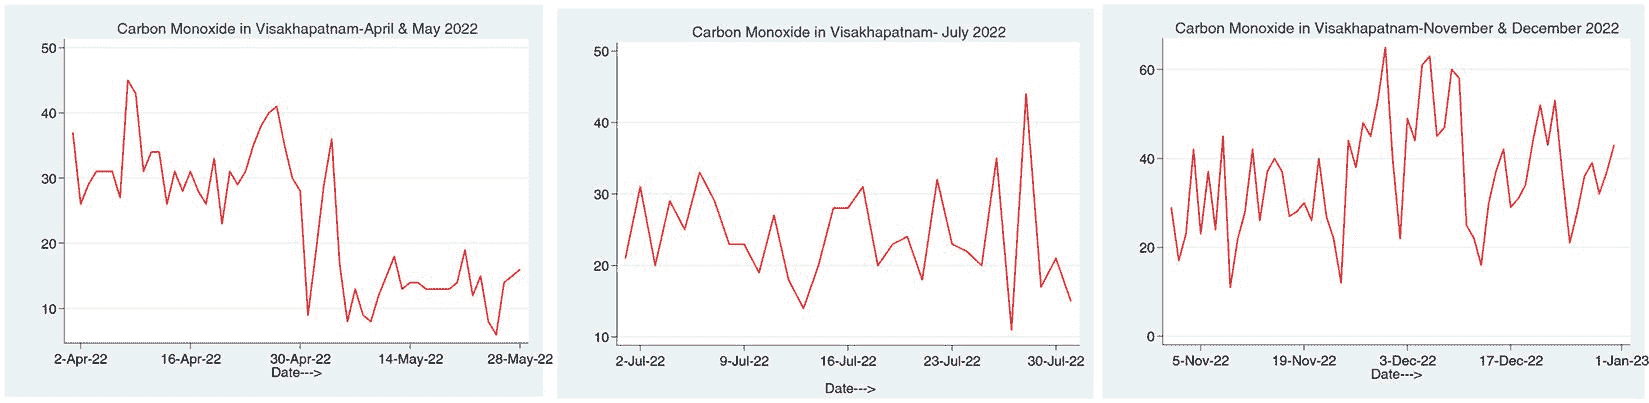 Carbon Monoxide in Visakhapatnam-April & May 2022
50
40
30
20
10
2-Apr-22 16-Apr-22 30-Apr-22 14-May-22 28-May-22
Date--->
Carbon Monoxide in Visakhapatnam- July 2022
50
40
30
20
10
2-Jul-22 9-Jul-22 16-Jul-22 23-Jul-22 30-Jul-22
Date--->
Carbon Monoxide in Visakhapatnam-November & December 2022
60
40
20
0
5-Nov-22 19-Nov-22 3-Dec-22 17-Dec-22 1-Jan-23
Date--->